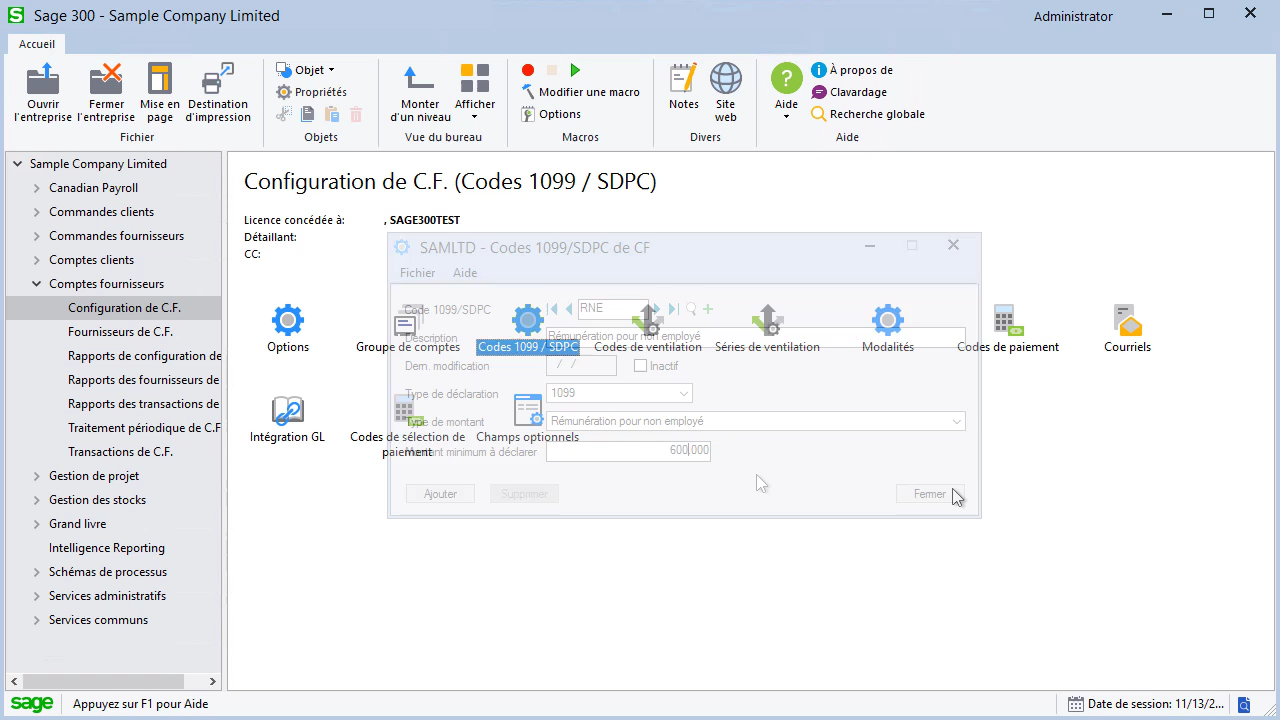 Sage 300 - Sample Company Limited
Administrator
Accueil
Ouvrir
l'entreprise
Fermer
l'entreprise
Mise en
page
Destination
d'impression
Fichier
Objet
Propriétés
Objets
Monter
d'un niveau
Afficher
Vue du bureau
Modifier une macro
Options
Macros
Notes
Site
web
Divers
Aide
À propos de
Clavardage
Recherche globale
Aide
Sample Company Limited
Canadian Payroll
Commandes clients
Commandes fournisseurs
Comptes clients
Comptes fournisseurs
Configuration de C.F.
Fournisseurs de C.F.
Rapports de configuration de
Rapports des fournisseurs de
Rapports des transactions de
Traitement périodique de C.F
Transactions de C.F.
Gestion de projet
Gestion des stocks
Grand livre
Intelligence Reporting
Schémas de processus
Services administratifs
Services communs
Configuration de C.F. (Codes 1099 / SDPC)
Licence concédée à: , SAGE300TEST
Détaillant:
CC:
SAMLTD - Codes 1099/SDPC de CF
Fichier Aide
Code 1099/SDPC RNE
Description Rémunération pour non employé
Dern. modification / / Inactif
Type de déclaration 1099
Type de montant Rémunération pour non employé
Montant minimum à déclarer 600.000
Ajouter Supprimer Fermer
Options
Groupe de comptes
Codes 1099 / SDPC
Codes de ventilation
Séries de ventilation
Modalités
Codes de paiement
Courriels
Intégration GL
Codes de sélection de
paiement
Champs optionnels
sage
Appuyez sur F1 pour Aide
Date de session: 11/13/2...